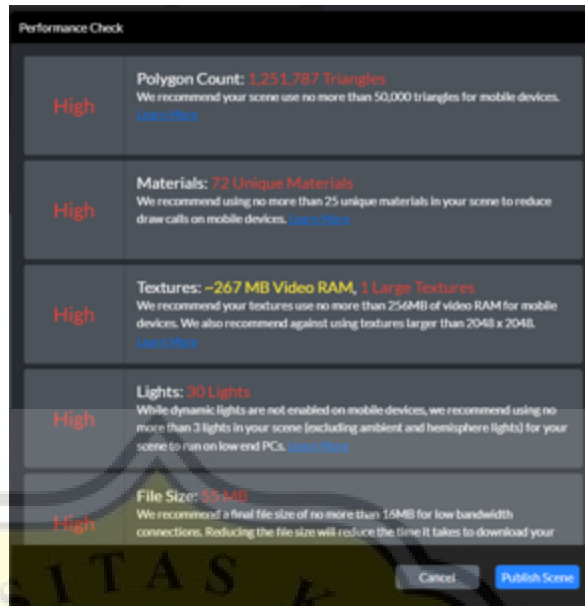 Performance Check
High
Polygon Count: 1,251,787 Triangles
We recommend your scene use no more than 50,000 triangles for mobile devices.
Learn More
High
Materials: 72 Unique Materials
We recommend using no more than 25 unique materials in your scene to reduce
draw calls on mobile devices. Learn More
High
Textures: ~267 MB Video RAM, 1 Large Textures
We recommend your textures use no more than 256MB of video RAM for mobile
devices. We also recommend against using textures larger than 2048 x 2048.
Learn More
High
Lights: 30 Lights
While dynamic lights are not enabled on mobile devices, we recommend using no
more than 3 lights in your scene (excluding ambient and hemisphere lights) for your
scene to run on low end PCs. Learn More
High
File Size: 55 MB
We recommend a final file size of no more than 16MB for low bandwidth
connections. Reducing the file size will reduce the time it takes to download your
SITAS K
Cancel
Publish Scene